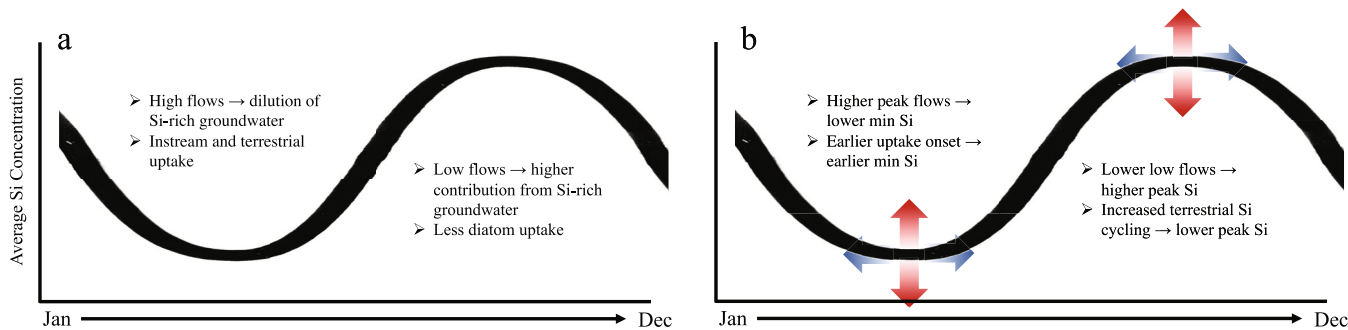 a
Average Si Concentration
➢ High flows → dilution of
Si-rich groundwater
➢ Instream and terrestrial
uptake
➢ Low flows → higher
contribution from Si-rich
groundwater
➢ Less diatom uptake
Jan
Dec
b
➢ Higher peak flows →
lower min Si
➢ Earlier uptake onset →
earlier min Si
➢ Lower low flows →
higher peak Si
➢ Increased terrestrial Si
cycling → lower peak Si
Jan
Dec